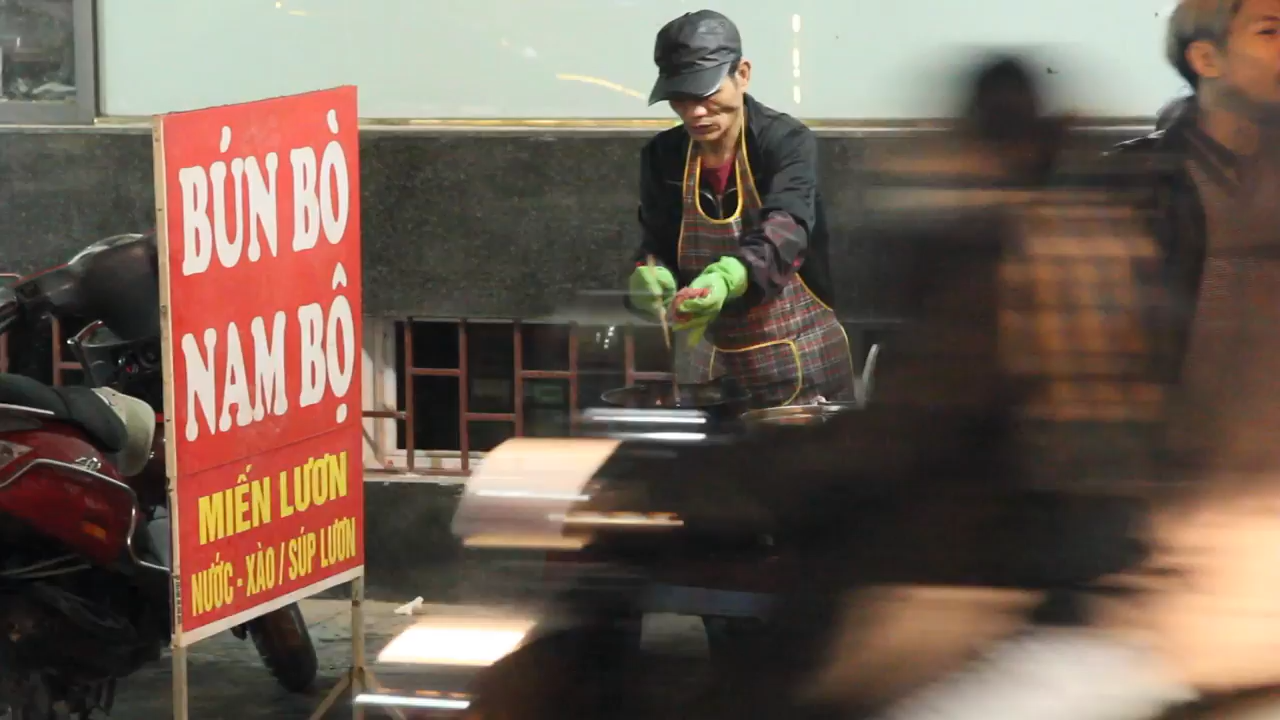 BÚN BÒ
NAM BỘ
MIẾN LƯƠN
NƯỚC - XÀO / SÚP LƯƠN